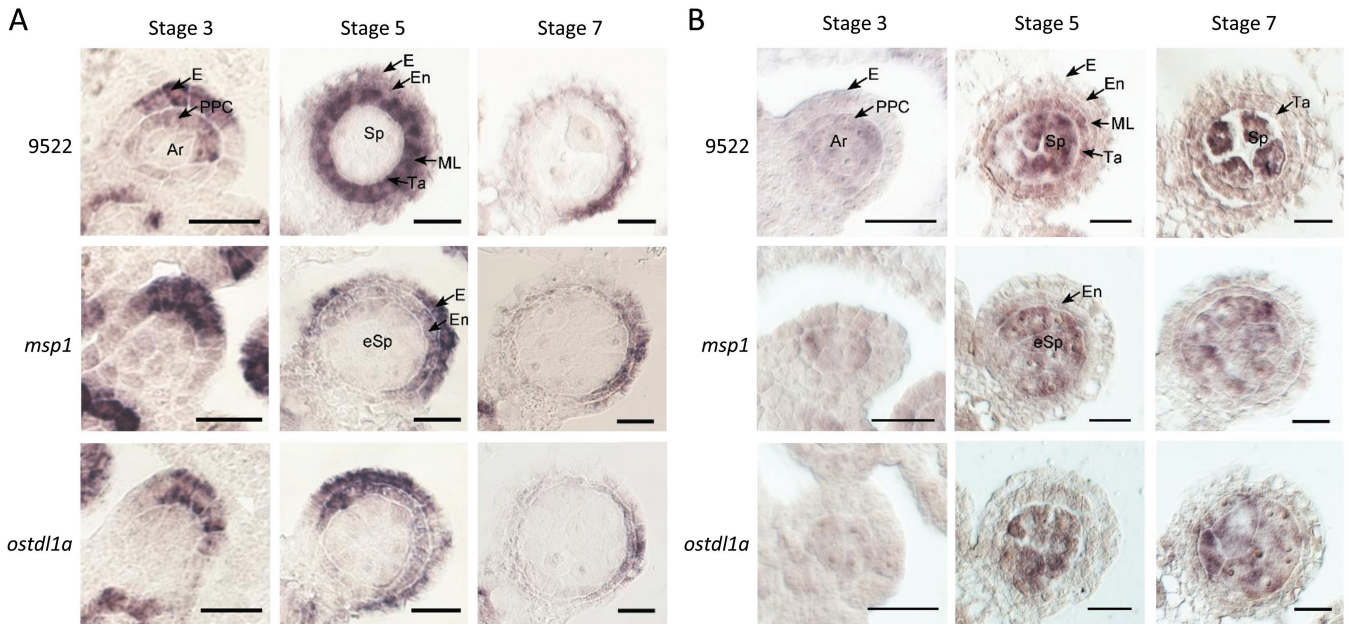 A
B
Stage 3
Stage 5
Stage 7
Stage 3
Stage 5
Stage 7
9522
E
PPC
Ar
E
En
Sp
ML
Ta
9522
E
PPC
Ar
E
En
ML
Sp
Ta
Ta
Sp
msp1
E
En
eSp
msp1
En
eSp
ostdl1a
ostdl1a